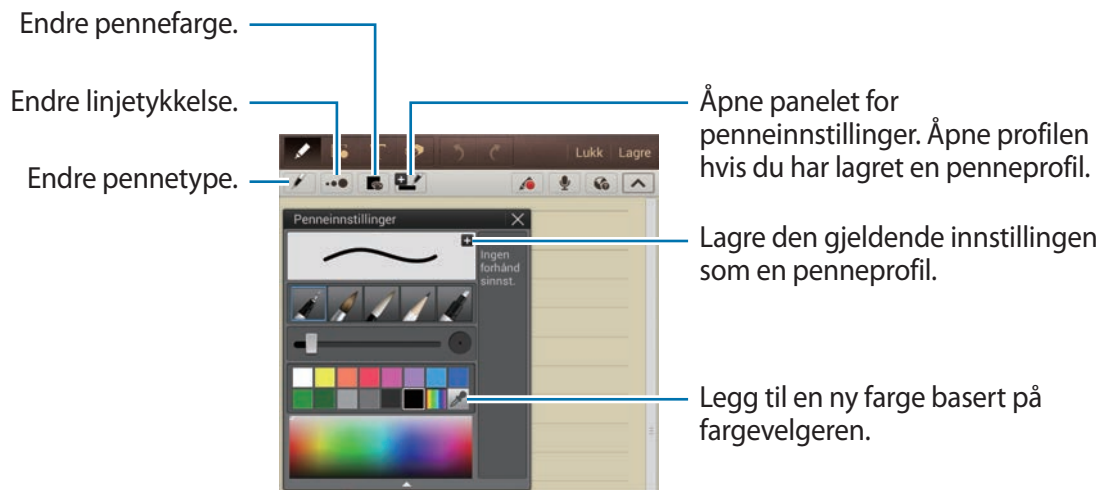 Endre pennefarge.
Endre linjetykkelse.
Endre pennetype.
Åpne panelet for
penneinnstillinger. Åpne profilen
hvis du har lagret en penneprofil.
Lukk Lagre
Penneinnstillinger
Ingen
forhånd
sinnst.
Lagre den gjeldende innstillingen
som en penneprofil.
Legg til en ny farge basert på
fargevelgeren.